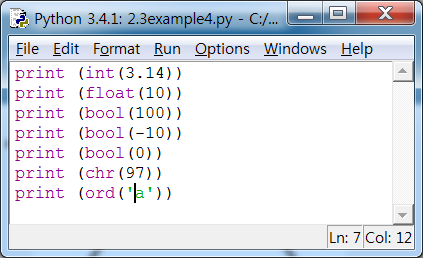 Python 3.4.1: 2.3example4.py - C:/...
File Edit Format Run Options Windows Help
print (int(3.14))
print (float(10))
print (bool(100))
print (bool(-10))
print (bool(0))
print (chr(97))
print (ord('a'))
Ln: 7 Col: 12